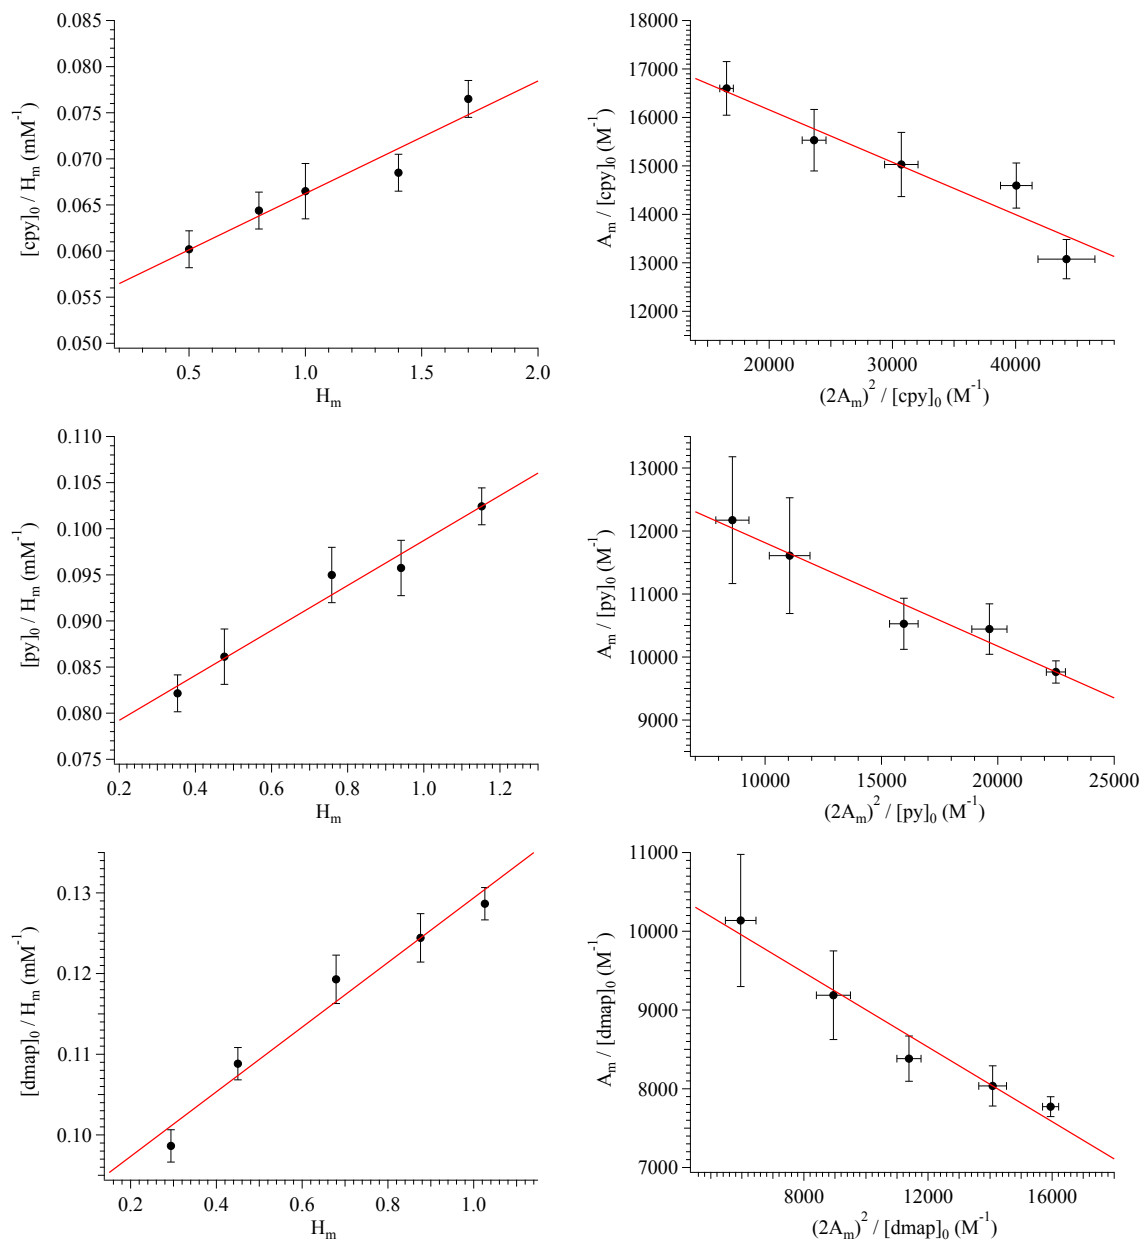 0.085
0.080
0.075
0.070
0.065
0.060
0.055
0.050
[cpy]₀ / Hₘ (mM⁻¹)
0.5 1.0 1.5 2.0
Hₘ
18000
17000
16000
15000
14000
13000
12000
Aₘ / [cpy]₀ (M⁻¹)
20000 30000 40000
(2Aₘ)² / [cpy]₀ (M⁻¹)
0.110
0.105
0.100
0.095
0.090
0.085
0.080
0.075
[py]₀ / Hₘ (mM⁻¹)
0.2 0.4 0.6 0.8 1.0 1.2
Hₘ
13000
12000
11000
10000
9000
Aₘ / [py]₀ (M⁻¹)
10000 15000 20000 25000
(2Aₘ)² / [py]₀ (M⁻¹)
0.13
0.12
0.11
0.10
[dmap]₀ / Hₘ (mM⁻¹)
0.2 0.4 0.6 0.8 1.0
Hₘ
11000
10000
9000
8000
7000
Aₘ / [dmap]₀ (M⁻¹)
8000 12000 16000
(2Aₘ)² / [dmap]₀ (M⁻¹)